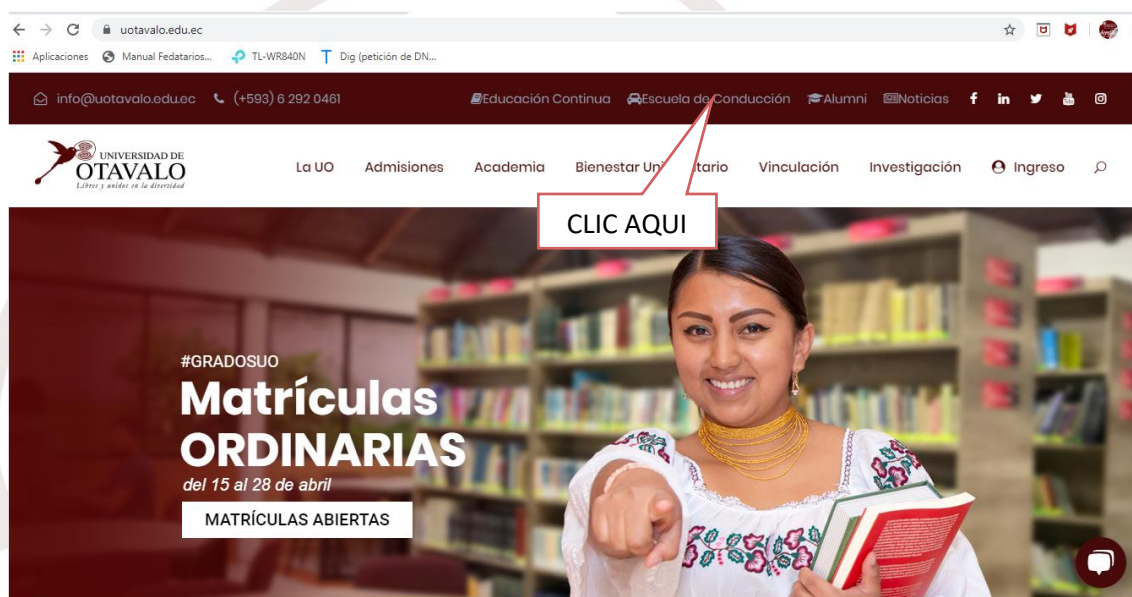 uotavalo.edu.ec
Aplicaciones Manual Fedatarios... TL-WR840N Dig (petición de DN...
info@uotavalo.edu.ec (+593) 6 292 0461 Educación Continua Escuela de Conducción Alumni Noticias
UNIVERSIDAD DE
OTAVALO
Libres y unidos en la diversidad
La UO Admisiones Academia Bienestar Vinculación Investigación Ingreso
CLIC AQUI
#GRADOSUO
Matrículas
ORDINARIAS
del 15 al 28 de abril
MATRÍCULAS ABIERTAS